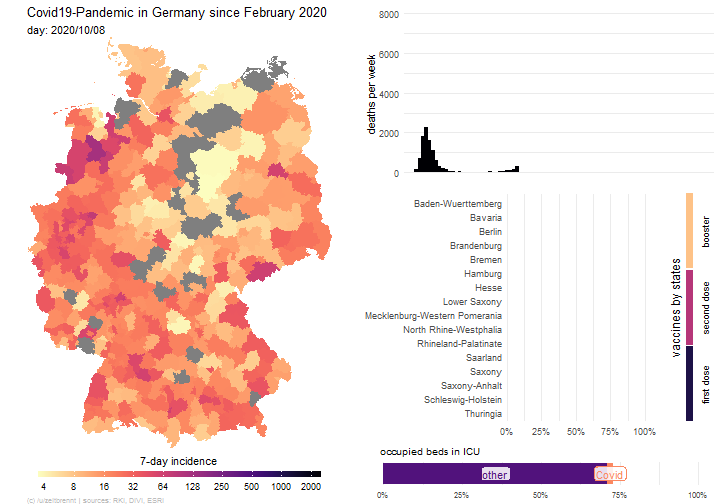 Covid19-Pandemic in Germany since February 2020
day: 2020/10/08
7-day incidence
4 8 16 32 64 128 250 500 1000 2000
(c) /u/zeitbrennt | sources: RKI, DIVI, ESRI
deaths per week
8000
6000
4000
2000
0
Baden-Wuerttemberg
Bavaria
Berlin
Brandenburg
Bremen
Hamburg
Hesse
Lower Saxony
Mecklenburg-Western Pomerania
North Rhine-Westphalia
Rhineland-Palatinate
Saarland
Saxony
Saxony-Anhalt
Schleswig-Holstein
Thuringia
0% 25% 50% 75% 100%
vaccines by states
booster
second dose
first dose
occupied beds in ICU
other
Covid
0% 25% 50% 75% 100%